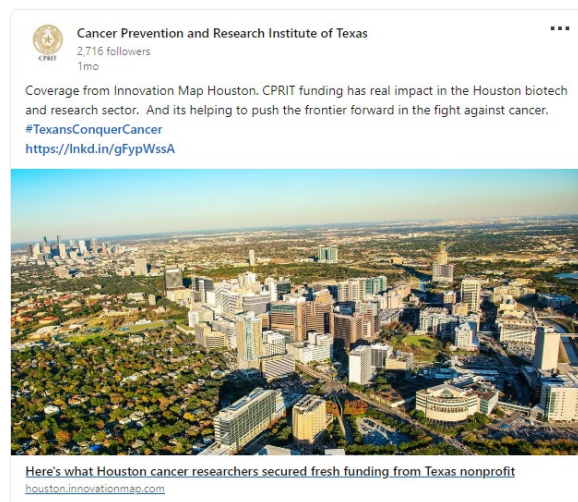 CPRIT
Cancer Prevention and Research Institute of Texas
2,716 followers
1mo
Coverage from Innovation Map Houston. CPRIT funding has real impact in the Houston biotech
and research sector.  And its helping to push the frontier forward in the fight against cancer.
#TexansConquerCancer
https://lnkd.in/gFypWssA
Here's what Houston cancer researchers secured fresh funding from Texas nonprofit
houston.innovationmap.com